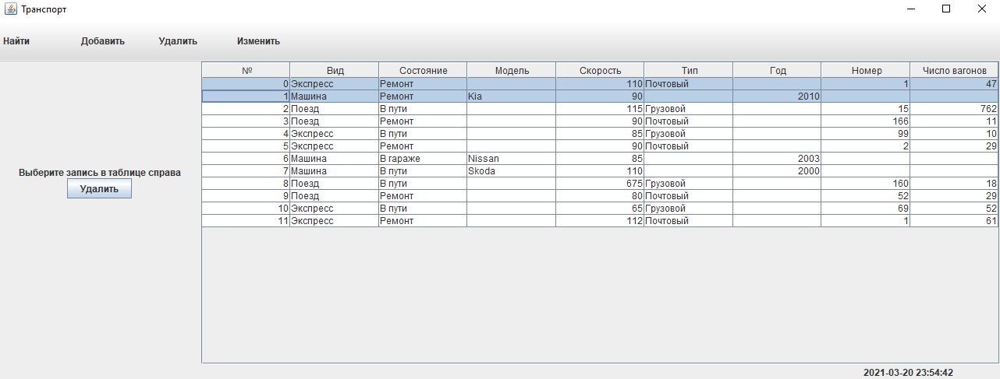 Транспорт
Найти Добавить Удалить Изменить
№ Вид Состояние Модель Скорость Тип Год Номер Число вагонов
0 Экспресс Ремонт 110 Почтовый 1 47
1 Машина Ремонт Kia 90 2010
2 Поезд В пути 115 Грузовой 15 762
3 Поезд Ремонт 90 Почтовый 166 11
4 Экспресс В пути 85 Грузовой 99 10
5 Экспресс Ремонт 90 Почтовый 2 29
6 Машина В гараже Nissan 85 2003
7 Машина В пути Skoda 110 2000
8 Поезд В пути 675 Грузовой 160 18
9 Поезд Ремонт 80 Почтовый 52 29
10 Экспресс В пути 65 Грузовой 69 52
11 Экспресс Ремонт 112 Почтовый 1 61
Выберите запись в таблице справа
Удалить
2021-03-20 23:54:42